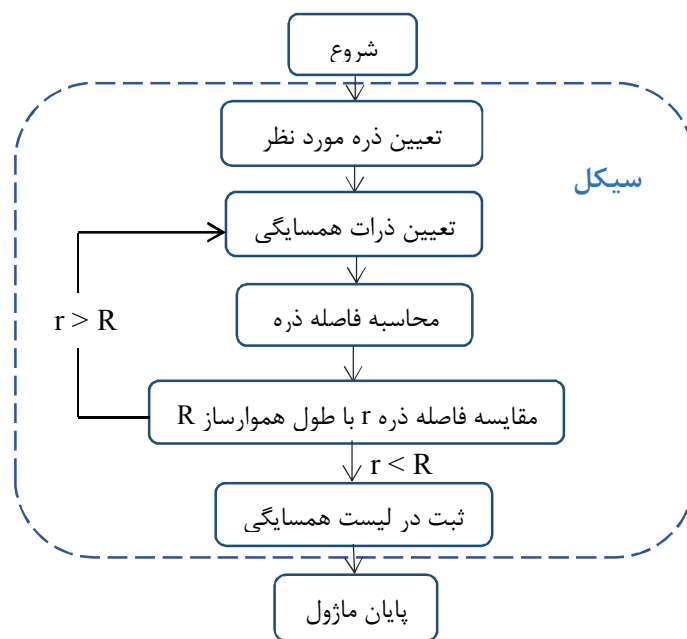 شروع
تعیین ذره مورد نظر
سیکل
تعیین ذرات همسایگی
محاسبه فاصله ذره
r > R
مقایسه فاصله ذره r با طول هموارساز R
r < R
ثبت در لیست همسایگی
پایان ماژول